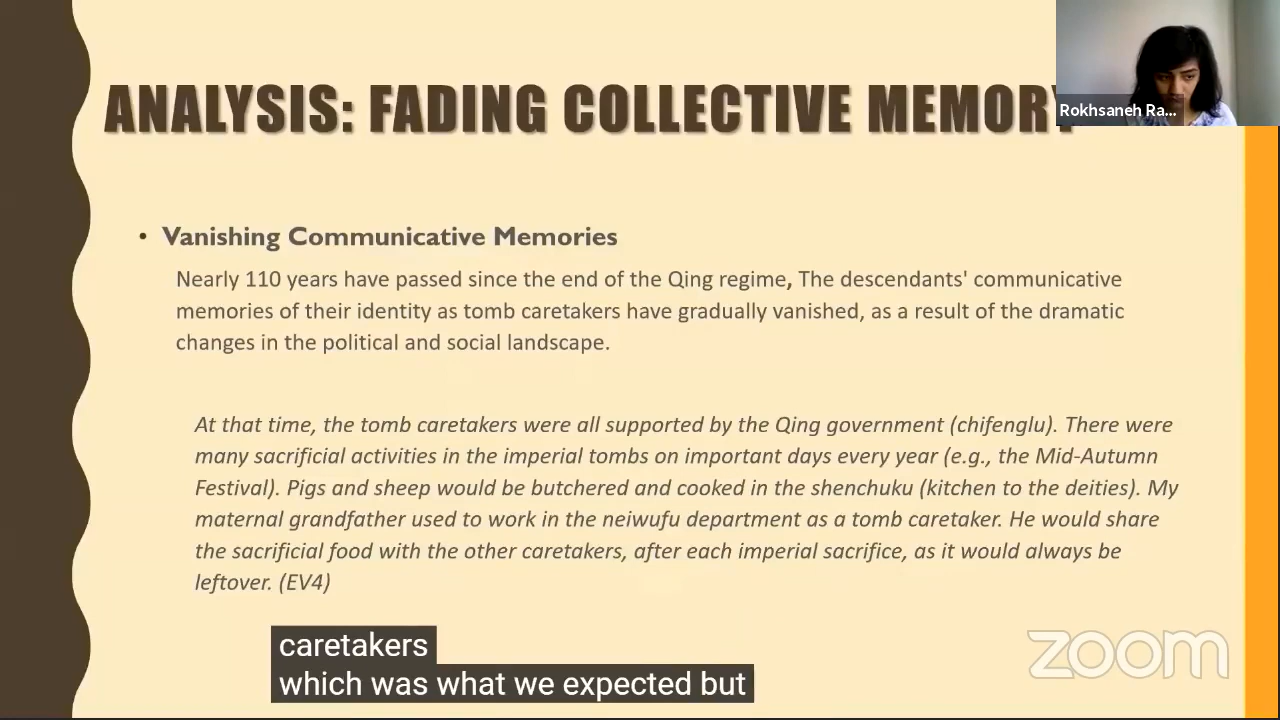 ANALYSIS: FADING COLLECTIVE MEMORY
Rokhsaneh Ra...
• Vanishing Communicative Memories
Nearly 110 years have passed since the end of the Qing regime, The descendants' communicative
memories of their identity as tomb caretakers have gradually vanished, as a result of the dramatic
changes in the political and social landscape.
At that time, the tomb caretakers were all supported by the Qing government (chifenglu). There were
many sacrificial activities in the imperial tombs on important days every year (e.g., the Mid-Autumn
Festival). Pigs and sheep would be butchered and cooked in the shenchuku (kitchen to the deities). My
maternal grandfather used to work in the neiwufu department as a tomb caretaker. He would share
the sacrificial food with the other caretakers, after each imperial sacrifice, as it would always be
leftover. (EV4)
caretakers
which was what we expected but
zoom